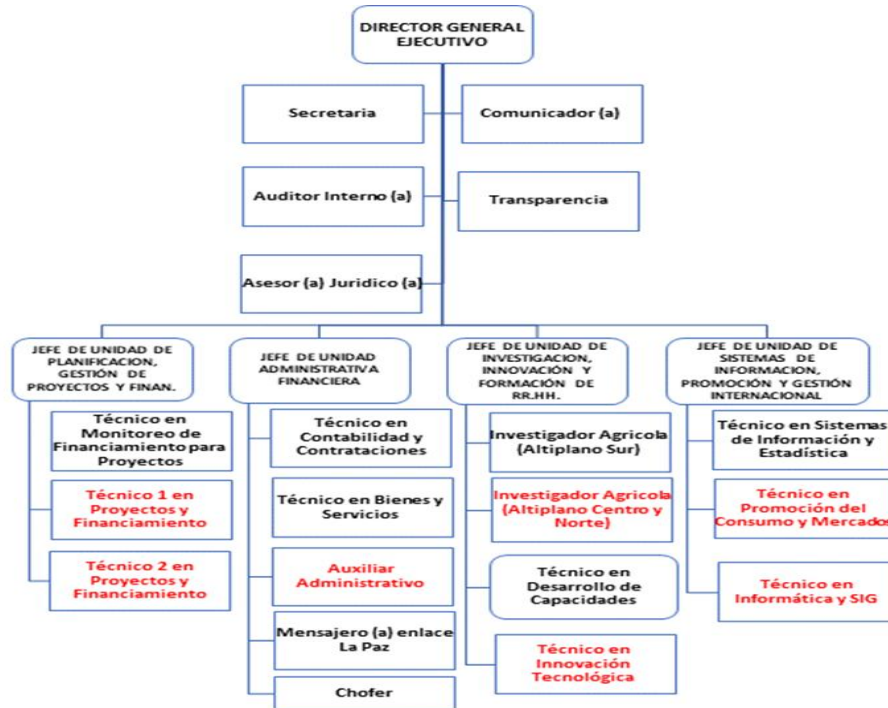 DIRECTOR GENERAL
EJECUTIVO
Secretaria
Comunicador (a)
Auditor Interno (a)
Transparencia
Asesor (a) Juridico (a)
JEFE DE UNIDAD DE
PLANIFICACION,
GESTIÓN DE
PROYECTOS Y FINAN.
Técnico en
Monitoreo de
Financiamiento para
Proyectos
Técnico 1 en
Proyectos y
Financiamiento
Técnico 2 en
Proyectos y
Financiamiento
JEFE DE UNIDAD
ADMINISTRATIVA
FINANCIERA
Técnico en
Contabilidad y
Contrataciones
Técnico en Bienes y
Servicios
Auxiliar
Administrativo
Mensajero (a) enlace
La Paz
Chofer
JEFE DE UNIDAD DE
INVESTIGACION,
INNOVACIÓN Y
FORMACIÓN DE
RR.HH.
Investigador Agricola
(Altiplano Sur)
Investigador Agricola
(Altiplano Centro y
Norte)
Técnico en
Desarrollo de
Capacidades
Técnico en
Innovación
Tecnológica
JEFE DE UNIDAD DE
SISTEMAS DE
INFORMACION,
PROMOCIÓN Y GESTIÓN
INTERNACIONAL
Técnico en Sistemas
de Información y
Estadística
Técnico en
Promoción del
Consumo y Mercados
Técnico en
Informática y SIG